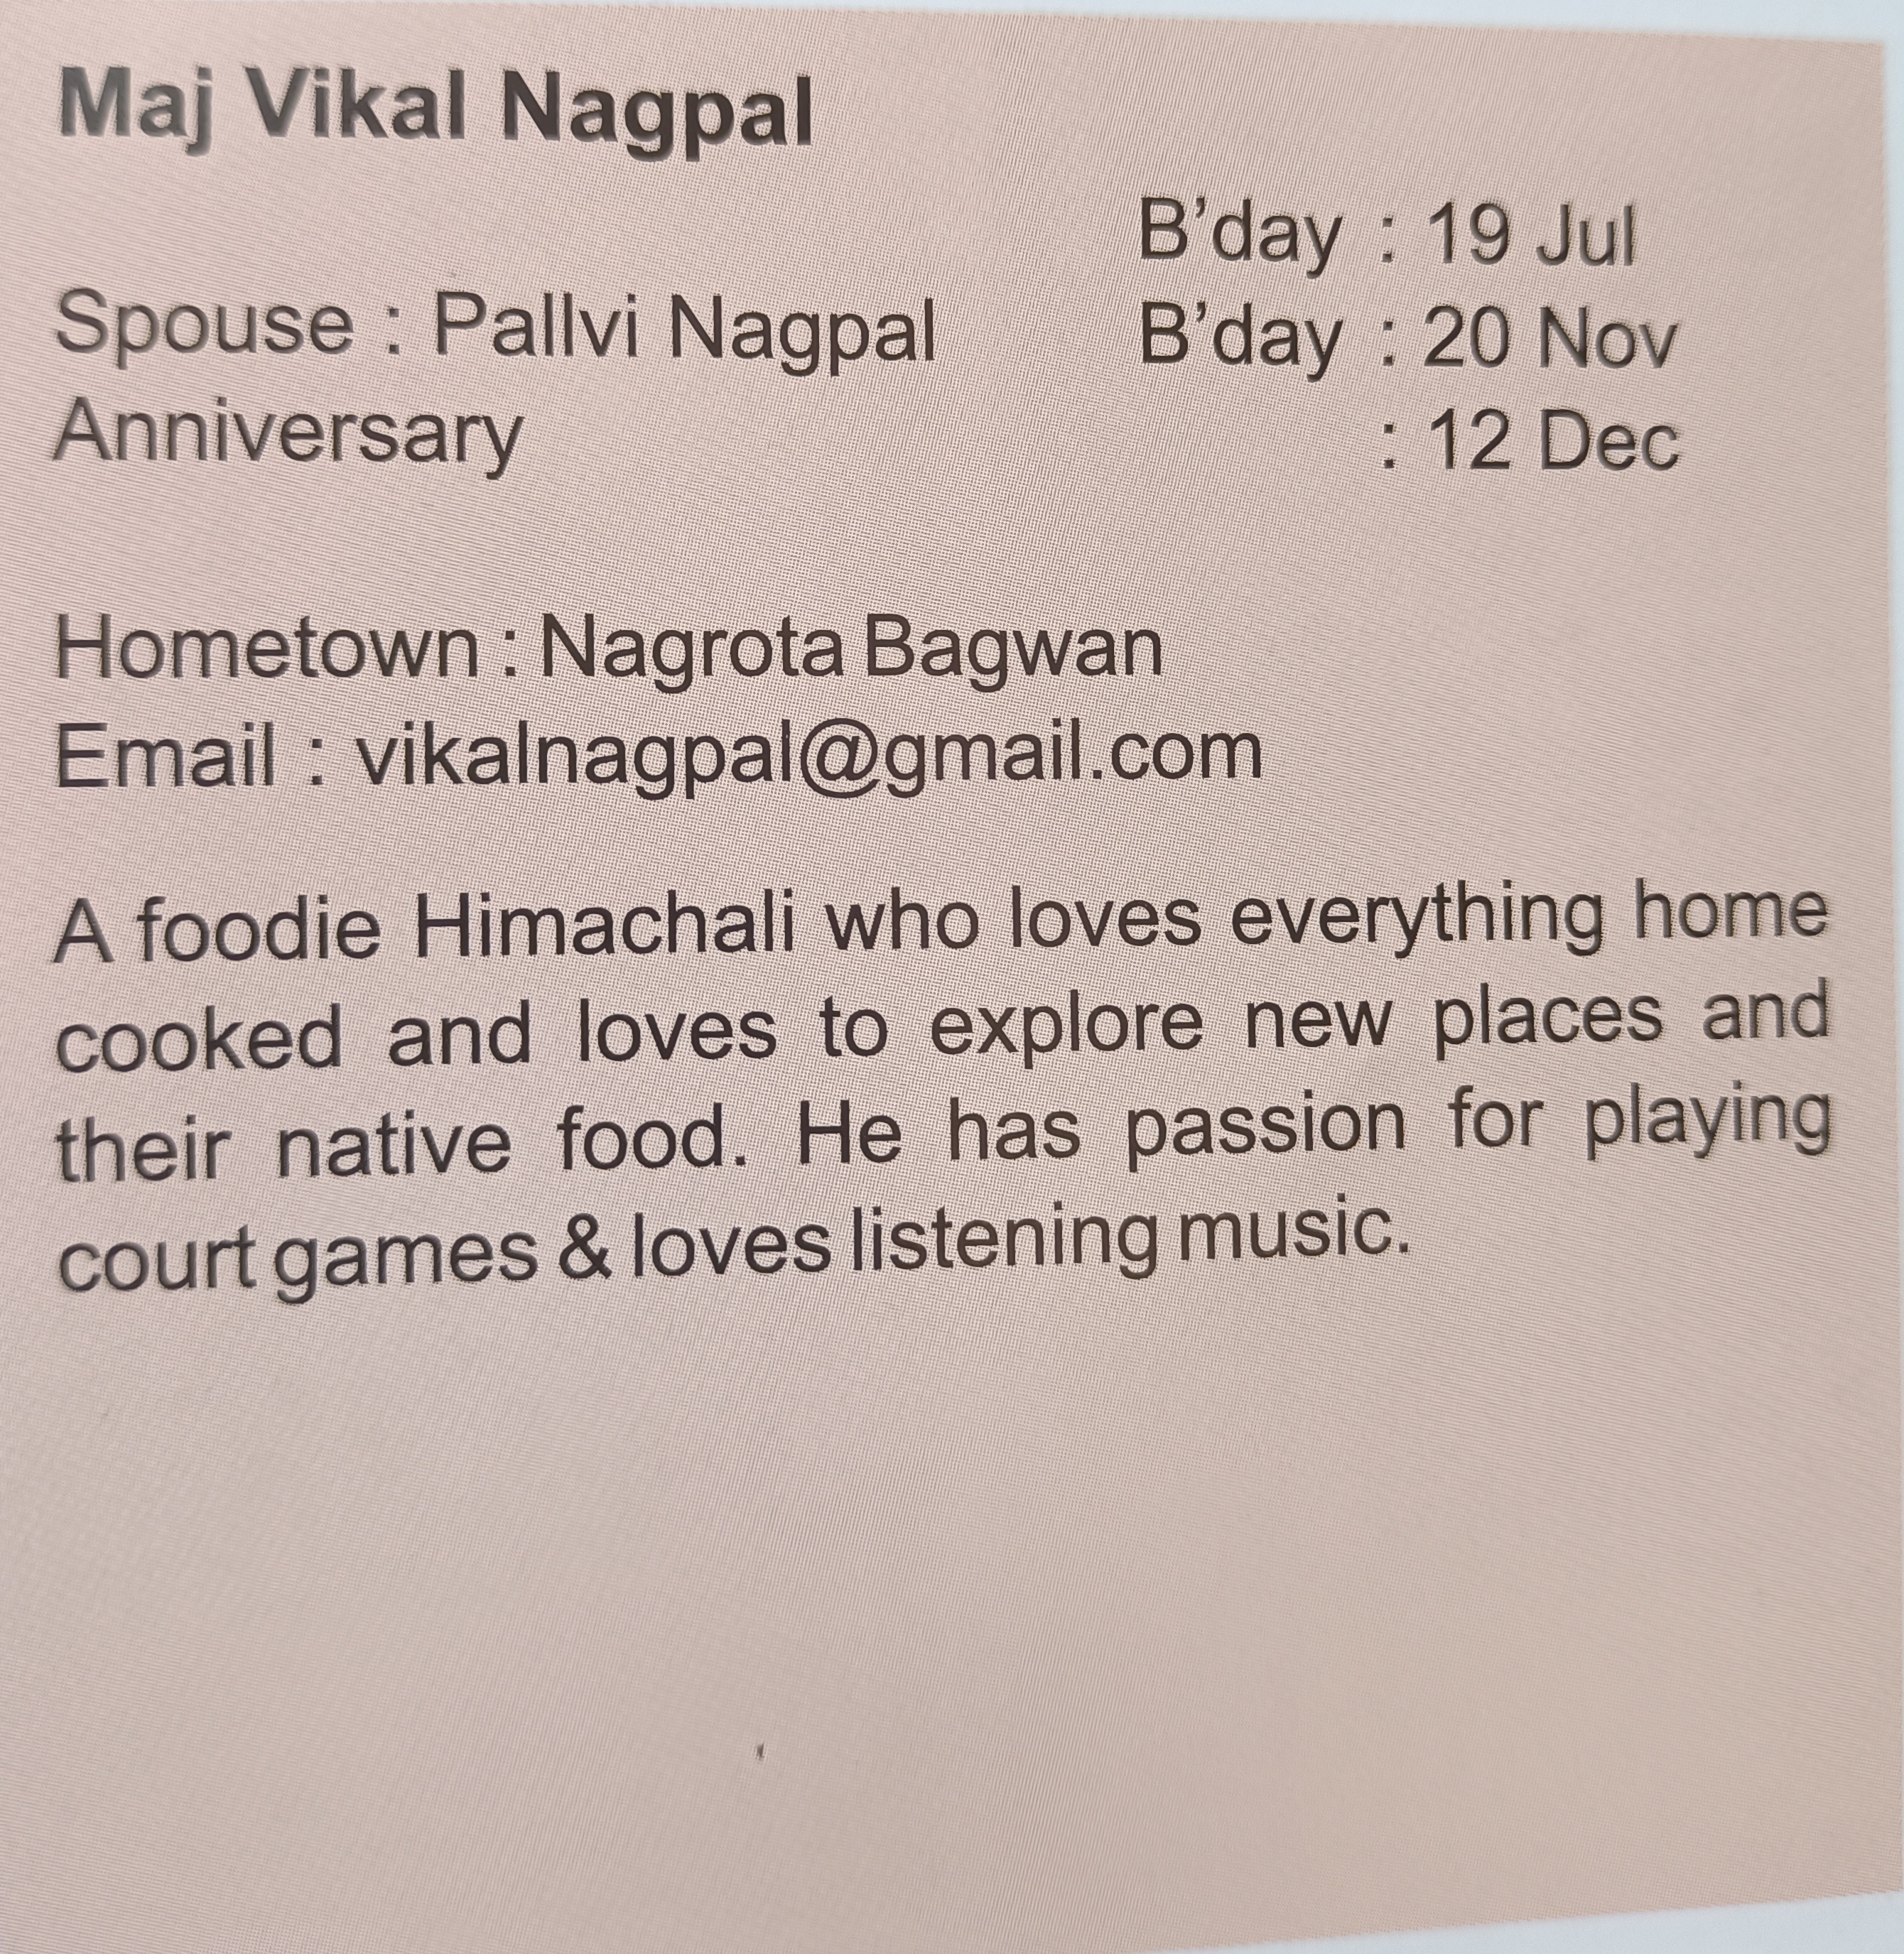 Maj Vikal Nagpal
B'day : 19 Jul
Spouse : Pallvi Nagpal B'day : 20 Nov
Anniversary : 12 Dec
Hometown : Nagrota Bagwan
Email : vikalnagpal@gmail.com
A foodie Himachali who loves everything home
cooked and loves to explore new places and
their native food. He has passion for playing
court games & loves listening music.